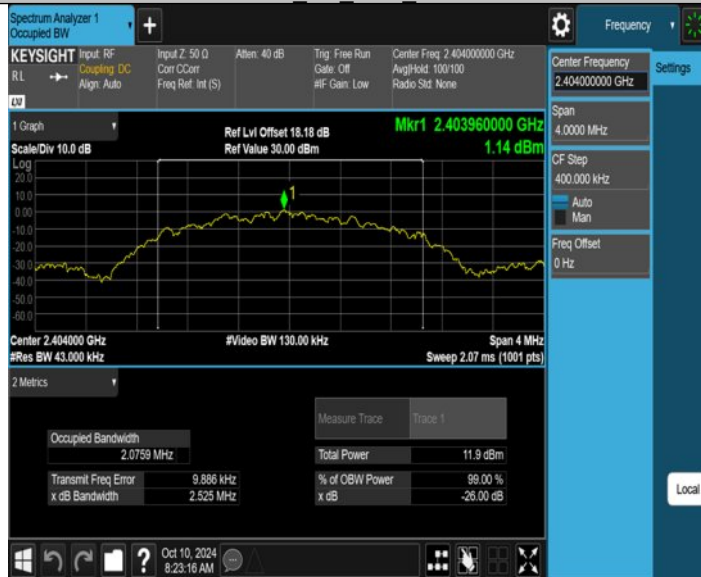 Spectrum Analyzer 1
Occupied BW
+
Frequency
KEYSIGHT
RL
LXI
Input: RF
Coupling: DC
Align: Auto
Input Z: 50 Ω
Corr CCorr
Freq Ref: Int (S)
Atten: 40 dB
Trig: Free Run
Gate: Off
#IF Gain: Low
Center Freq: 2.404000000 GHz
Avg|Hold: 100/100
Radio Std: None
Center Frequency
2.404000000 GHz
Settings
Span
4.0000 MHz
CF Step
400.000 kHz
Auto
Man
Freq Offset
0 Hz
Local
1 Graph
Scale/Div 10.0 dB
Ref Lvl Offset 18.18 dB
Ref Value 30.00 dBm
Mkr1 2.403960000 GHz
1.14 dBm
Log
20.0
10.0
0.00
-10.0
-20.0
-30.0
-40.0
-50.0
-60.0
1
Center 2.404000 GHz
#Res BW 43.000 kHz
#Video BW 130.00 kHz
Span 4 MHz
Sweep 2.07 ms (1001 pts)
2 Metrics
Measure Trace Trace 1
Occupied Bandwidth
2.0759 MHz
Total Power 11.9 dBm
Transmit Freq Error 9.886 kHz
% of OBW Power 99.00 %
x dB Bandwidth 2.525 MHz
x dB -26.00 dB
?
Oct 10, 2024
8:23:16 AM